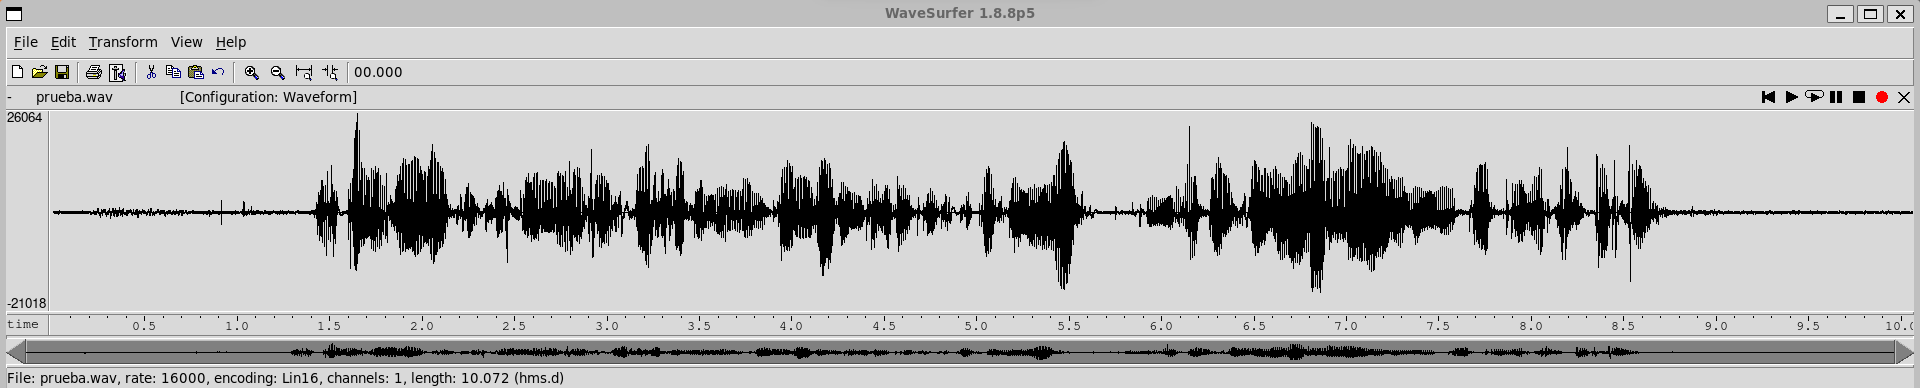 WaveSurfer 1.8.8p5
File Edit Transform View Help
00.000
- prueba.wav [Configuration: Waveform]
26064
-21018
time 0.5 1.0 1.5 2.0 2.5 3.0 3.5 4.0 4.5 5.0 5.5 6.0 6.5 7.0 7.5 8.0 8.5 9.0 9.5 10.0
File: prueba.wav, rate: 16000, encoding: Lin16, channels: 1, length: 10.072 (hms.d)